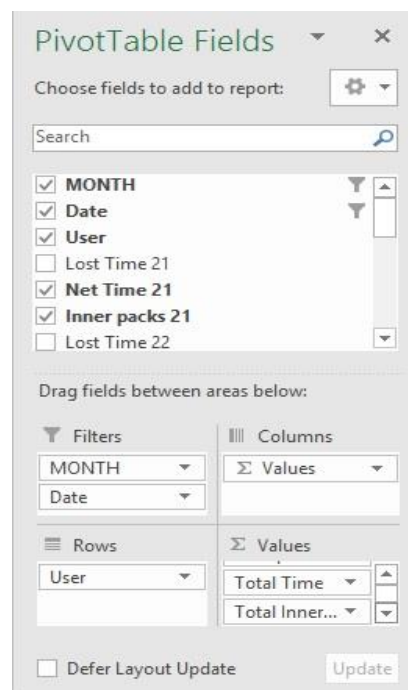 PivotTable Fields
Choose fields to add to report:
Search
MONTH
Date
User
Lost Time 21
Net Time 21
Inner packs 21
Lost Time 22
Drag fields between areas below:
Filters
Columns
MONTH
Date
Σ Values
Rows
Σ Values
User
Total Time
Total Inner...
Defer Layout Update
Update